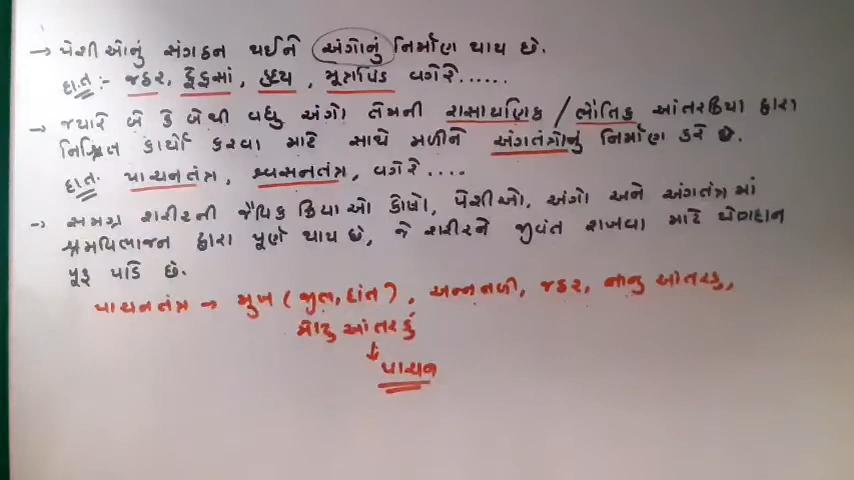 → પેશીઓનું સંગઠન થઈને અંગોનું નિર્માણ થાય છે.
દા.ત :- જઠર, ફેફસાં, હૃદય, મૂત્રપિંડ વગેરે......
→ જ્યારે બે કે બેથી વધુ અંગો તેમની રાસાયણિક / ભૌતિક આંતરક્રિયા દ્વારા
નિશ્ચિત કાર્યો કરવા માટે સાથે મળીને અંગતંત્રોનું નિર્માણ કરે છે.
દા.ત. પાચનતંત્ર, શ્વસનતંત્ર, વગેરે....
→ સમગ્ર શરીરની જૈવિક ક્રિયાઓ કોષો, પેશીઓ, અંગો અને અંગતંત્રમાં
શ્રમવિભાજન દ્વારા પૂર્ણ થાય છે, જે શરીરને જીવંત રાખવા માટે યોગદાન
પૂરૂ પાડે છે.
પાચનતંત્ર → મુખ (જીભ, દાંત), અન્નનળી, જઠર, નાનુ આંતરડુ,
મોટુ આંતરડું
↓
પાચન